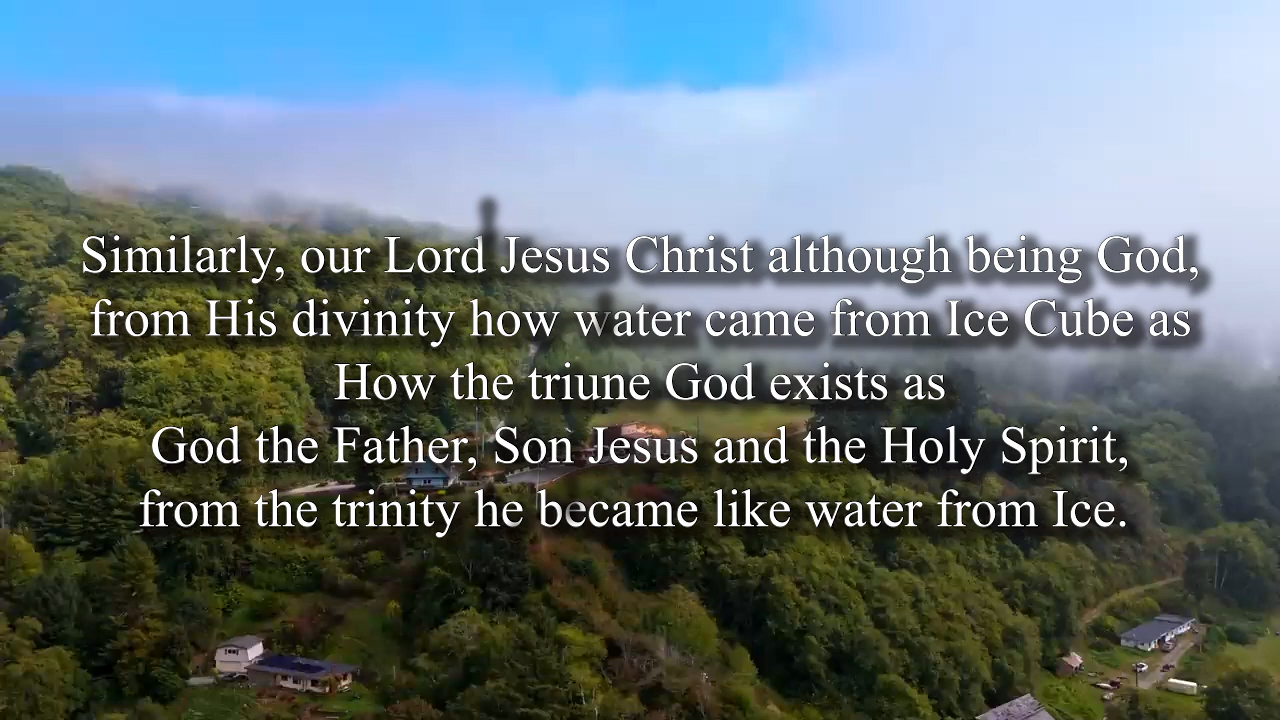 Similarly, our Lord Jesus Christ although being God,
from His divinity how water came from Ice Cube as
How the triune God exists as
God the Father, Son Jesus and the Holy Spirit,
from the trinity he became like water from Ice.